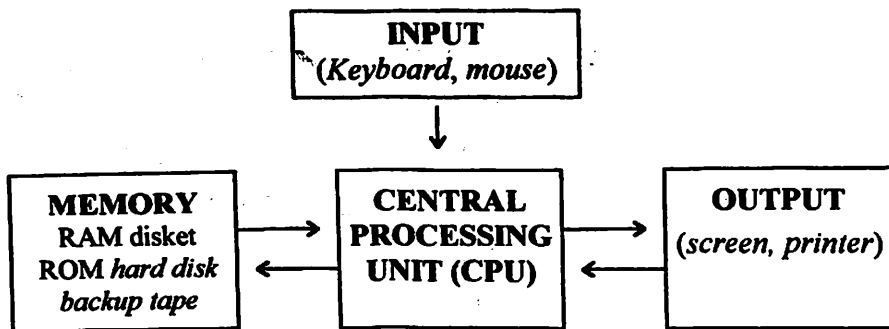 INPUT
(Keyboard, mouse)
MEMORY
RAM disket
ROM hard disk
backup tape
CENTRAL
PROCESSING
UNIT (CPU)
OUTPUT
(screen, printer)